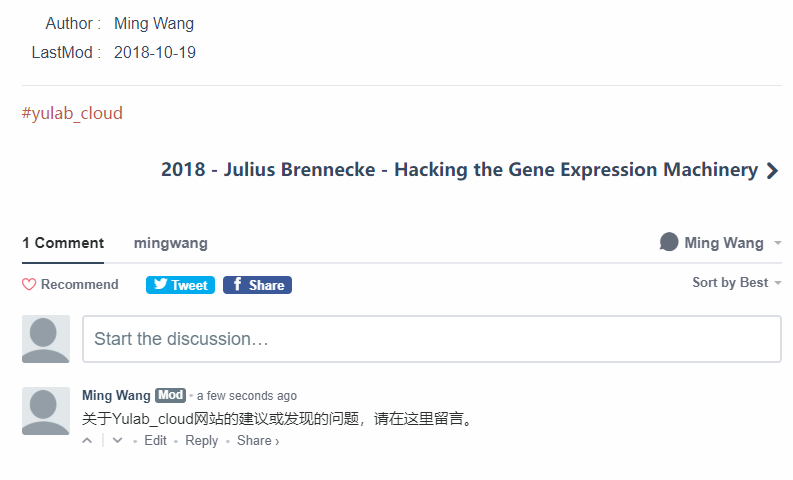 Author : Ming Wang
LastMod : 2018-10-19
#yulab_cloud
2018 - Julius Brennecke - Hacking the Gene Expression Machinery
1 Comment mingwang Ming Wang
Recommend Tweet Share Sort by Best
Start the discussion…
Ming Wang Mod • a few seconds ago
关于Yulab_cloud网站的建议或发现的问题，请在这里留言。
• Edit • Reply • Share ›